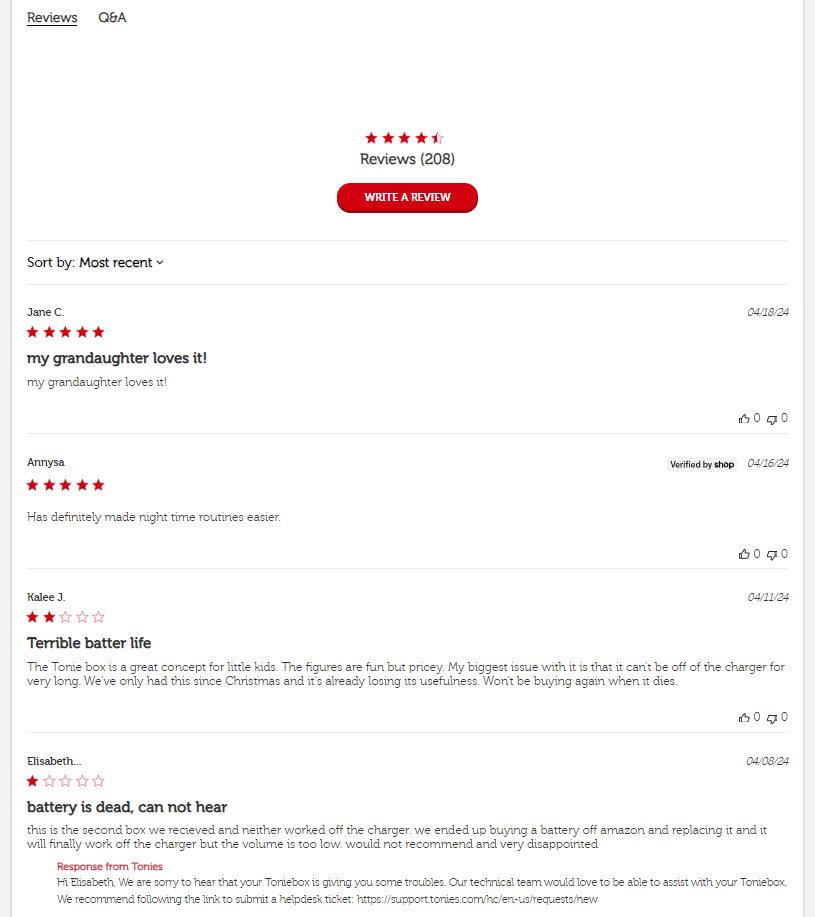 Reviews Q&A
Reviews (208)
WRITE A REVIEW
Sort by: Most recent
Jane C. 04/18/24
my grandaughter loves it!
my grandaughter loves it!
0 0
Annysa Verified by shop 04/16/24
Has definitely made night time routines easier.
0 0
Kalee J. 04/11/24
Terrible batter life
The Tonie box is a great concept for little kids. The figures are fun but pricey. My biggest issue with it is that it can't be off of the charger for
very long. We've only had this since Christmas and it's already losing its usefulness. Won't be buying again when it dies.
0 0
Elisabeth... 04/08/24
battery is dead, can not hear
this is the second box we recieved and neither worked off the charger. we ended up buying a battery off amazon and replacing it and it
will finally work off the charger but the volume is too low. would not recommend and very disappointed
Response from Tonies
Hi Elisabeth, We are sorry to hear that your Toniebox is giving you some troubles. Our technical team would love to be able to assist with your Toniebox.
We recommend following the link to submit a helpdesk ticket: https://support.tonies.com/hc/en-us/requests/new